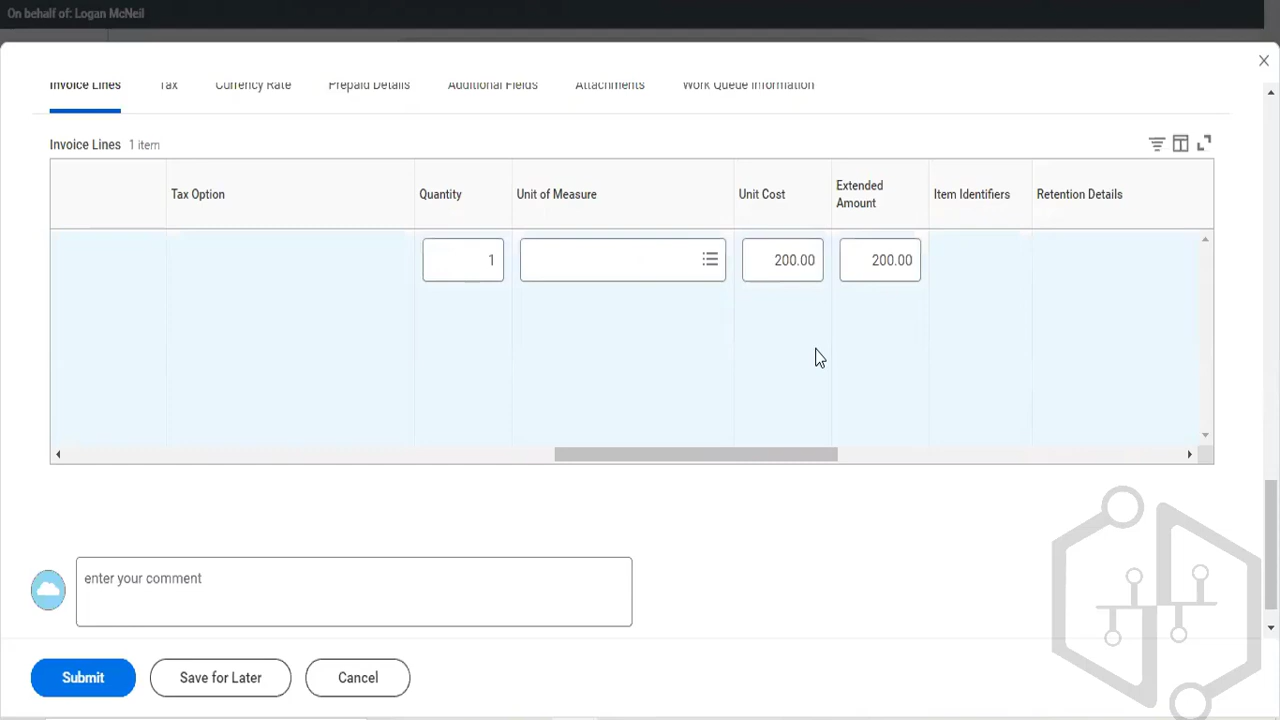 On behalf of: Logan McNeil
Invoice Lines Tax Currency Rate Prepaid Details Additional Fields Attachments Work Queue Information
Invoice Lines 1 item
Tax Option Quantity Unit of Measure Unit Cost Extended Amount Item Identifiers Retention Details
1 200.00 200.00
enter your comment
Submit Save for Later Cancel